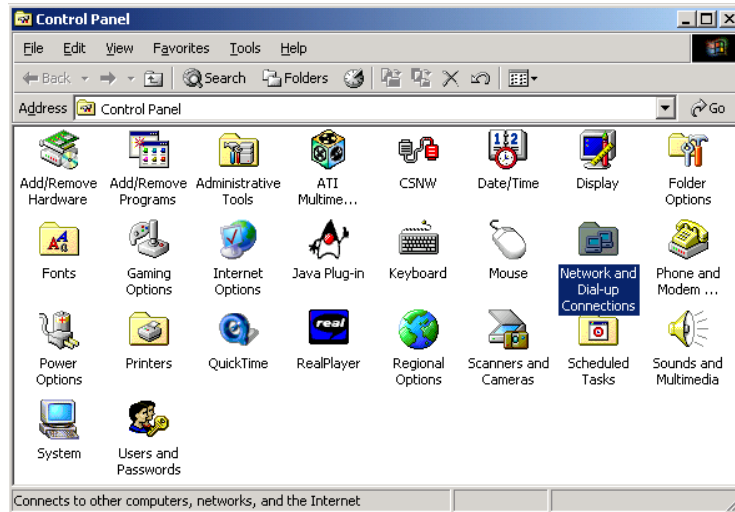 Control Panel
File Edit View Favorites Tools Help
Back Search Folders
Address Control Panel Go
Add/Remove Hardware
Add/Remove Programs
Administrative Tools
ATI Multime...
CSNW
Date/Time
Display
Folder Options
Fonts
Gaming Options
Internet Options
Java Plug-in
Keyboard
Mouse
Network and Dial-up Connections
Phone and Modem ...
Power Options
Printers
QuickTime
real
RealPlayer
Regional Options
Scanners and Cameras
Scheduled Tasks
Sounds and Multimedia
System
Users and Passwords
Connects to other computers, networks, and the Internet